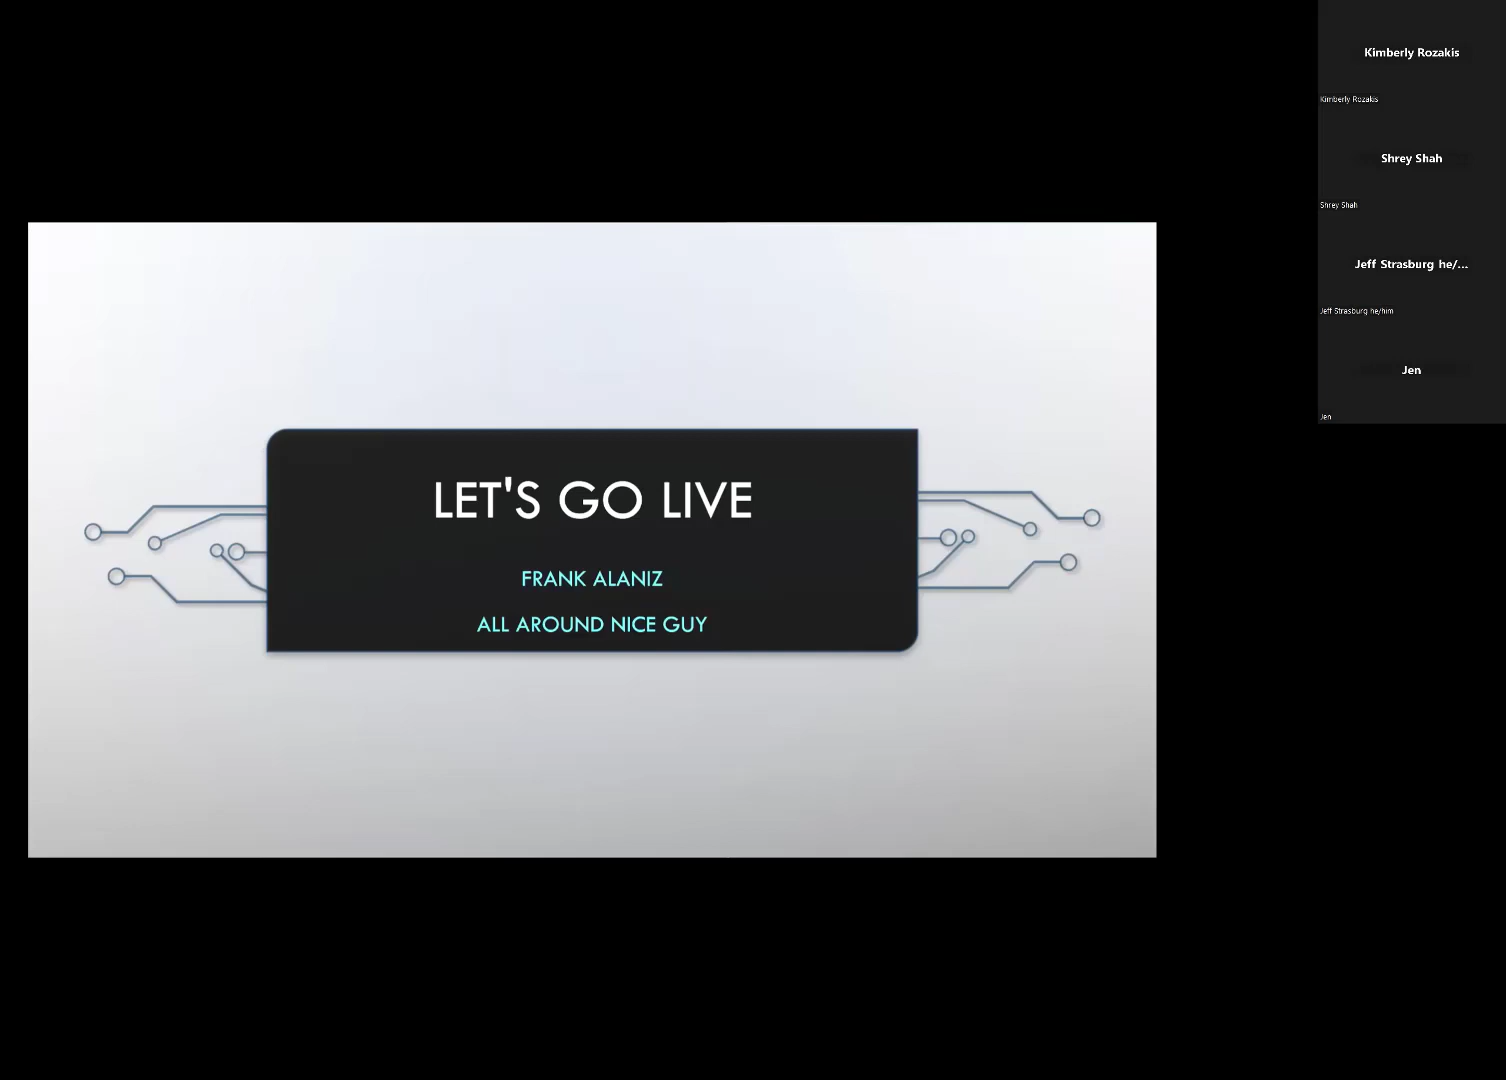 LET'S GO LIVE
FRANK ALANIZ
ALL AROUND NICE GUY
Kimberly Rozakis
Kimberly Rozakis
Shrey Shah
Shrey Shah
Jeff Strasburg he/...
Jeff Strasburg he/him
Jen
Jen